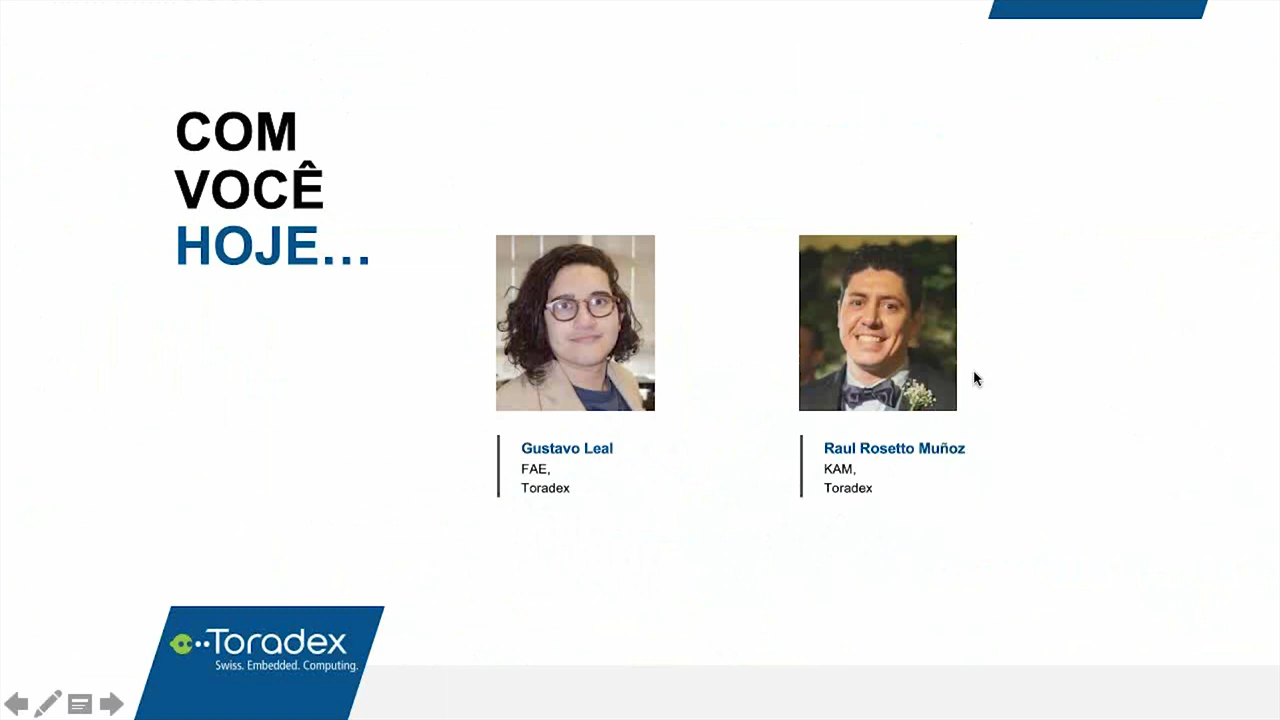 COM
VOCÊ
HOJE...
Gustavo Leal
FAE,
Toradex
Raul Rosetto Muñoz
KAM,
Toradex
Toradex
Swiss. Embedded. Computing.